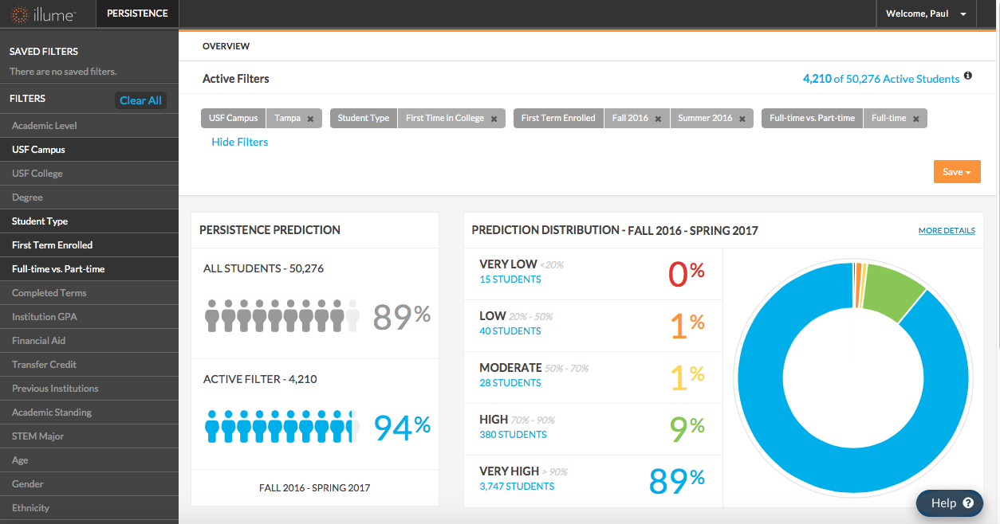 illume™
PERSISTENCE
Welcome, Paul
SAVED FILTERS
There are no saved filters.
FILTERS
Clear All
Academic Level
USF Campus
USF College
Degree
Student Type
First Term Enrolled
Full-time vs. Part-time
Completed Terms
Institution GPA
Financial Aid
Transfer Credit
Previous Institutions
Academic Standing
STEM Major
Age
Gender
Ethnicity
OVERVIEW
Active Filters
4,210 of 50,276 Active Students
USF Campus Tampa ×
Student Type First Time in College ×
First Term Enrolled Fall 2016 × Summer 2016 ×
Full-time vs. Part-time Full-time ×
Hide Filters
Save
PERSISTENCE PREDICTION
ALL STUDENTS - 50,276
89%
ACTIVE FILTER - 4,210
94%
FALL 2016 - SPRING 2017
PREDICTION DISTRIBUTION - FALL 2016 - SPRING 2017
MORE DETAILS
VERY LOW <20%
15 STUDENTS
0%
LOW 20% - 50%
40 STUDENTS
1%
MODERATE 50% - 70%
28 STUDENTS
1%
HIGH 70% - 90%
380 STUDENTS
9%
VERY HIGH > 90%
3,747 STUDENTS
89%
Help ?